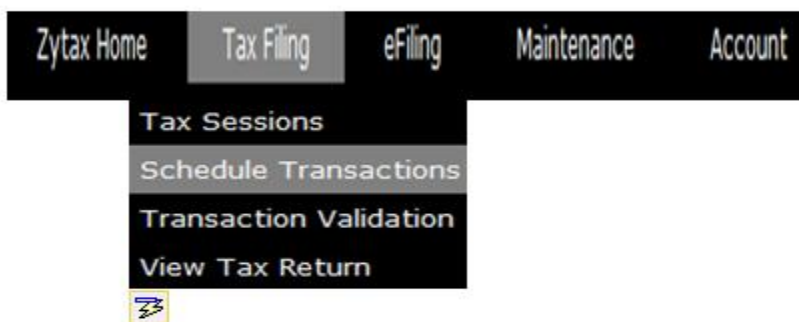 Zytax Home Tax Filing eFiling Maintenance Account
Tax Sessions
Schedule Transactions
Transaction Validation
View Tax Return